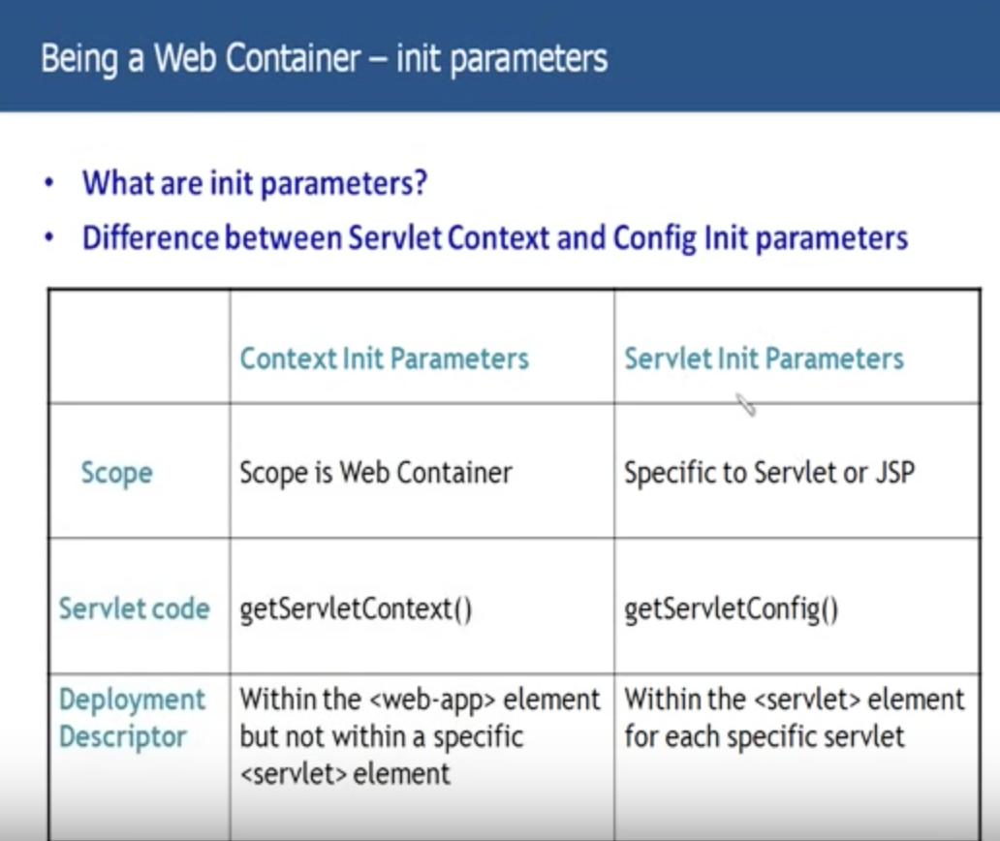 Being a Web Container – init parameters
• What are init parameters?
• Difference between Servlet Context and Config Init parameters
Context Init Parameters
Servlet Init Parameters
Scope
Scope is Web Container
Specific to Servlet or JSP
Servlet code
getServletContext()
getServletConfig()
Deployment
Descriptor
Within the <web-app> element
but not within a specific
<servlet> element
Within the <servlet> element
for each specific servlet